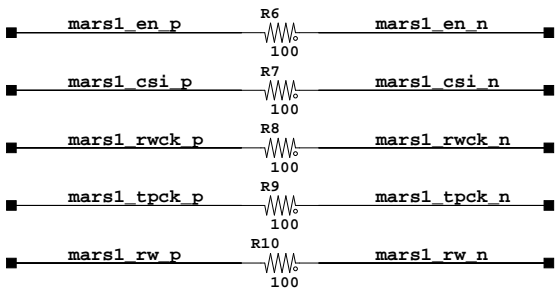 R6
mars1_en_p mars1_en_n
100
R7
mars1_csi_p mars1_csi_n
100
R8
mars1_rwck_p mars1_rwck_n
100
R9
mars1_tpck_p mars1_tpck_n
100
R10
mars1_rw_p mars1_rw_n
100